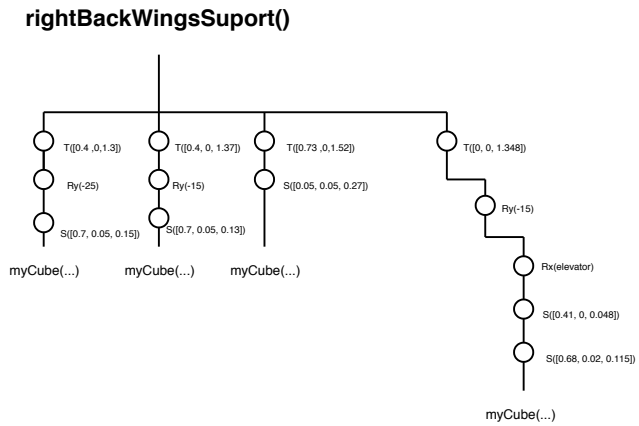 rightBackWingsSuport()
T([0.4 ,0,1.3])
T([0.4, 0, 1.37])
T([0.73 ,0,1.52])
T([0, 0, 1.348])
Ry(-25)
Ry(-15)
S([0.05, 0.05, 0.27])
Ry(-15)
S([0.7, 0.05, 0.15])
S([0.7, 0.05, 0.13])
myCube(...)
myCube(...)
myCube(...)
Rx(elevator)
S([0.41, 0, 0.048])
S([0.68, 0.02, 0.115])
myCube(...)